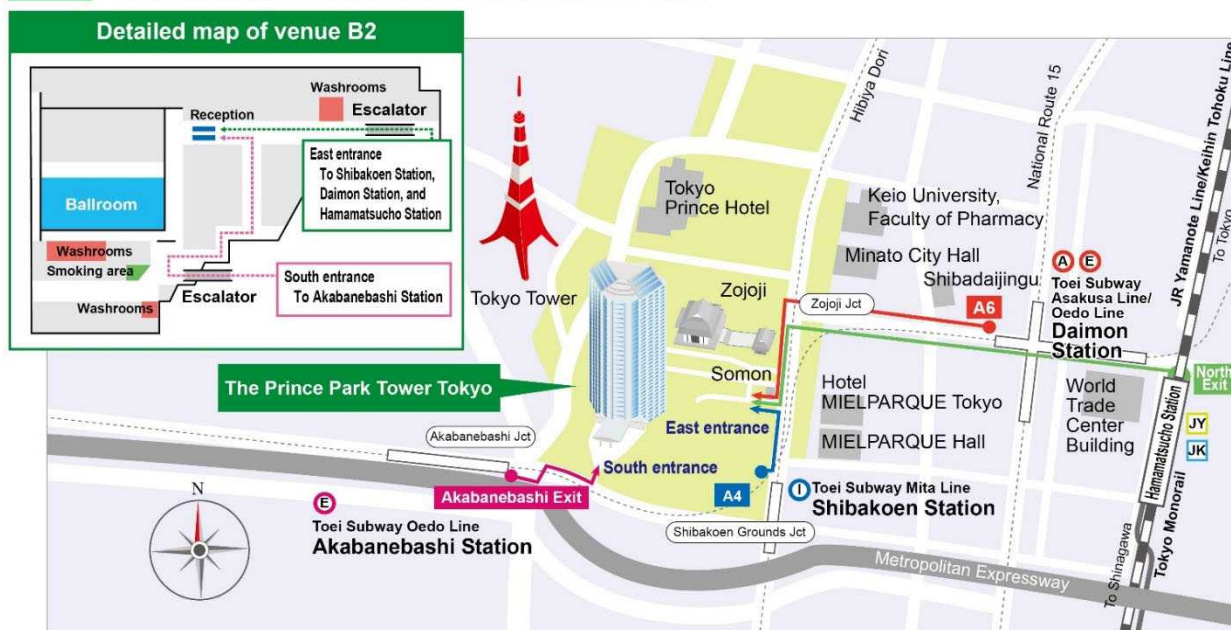 Detailed map of venue B2
Washrooms
Escalator
Reception
East entrance
To Shibakoen Station,
Daimon Station, and
Hamamatsucho Station
Ballroom
Washrooms
Smoking area
Escalator
South entrance
To Akabanebashi Station
Washrooms
Tokyo Tower
Tokyo
Prince Hotel
Hibiya Dori
National Route 15
JR Yamanote Line/Keihin Tohoku Line
To Tokyo
Keio University,
Faculty of Pharmacy
Minato City Hall
Shibadaijingu
A E
Toei Subway
Asakusa Line/
Oedo Line
Daimon
Station
Zojoji
Zojoji Jct
A6
North
Exit
The Prince Park Tower Tokyo
Somon
Hotel
MIELPARQUE Tokyo
World
Trade
Center
Building
Hamamatsucho Station
JY
JK
East entrance
MIELPARQUE Hall
Akabanebashi Jct
South entrance
Akabanebashi Exit
A4
I
Toei Subway Mita Line
Shibakoen Station
E
Toei Subway Oedo Line
Akabanebashi Station
Shibakoen Grounds Jct
Metropolitan Expressway
To Shinagawa
Tokyo Monorail
N